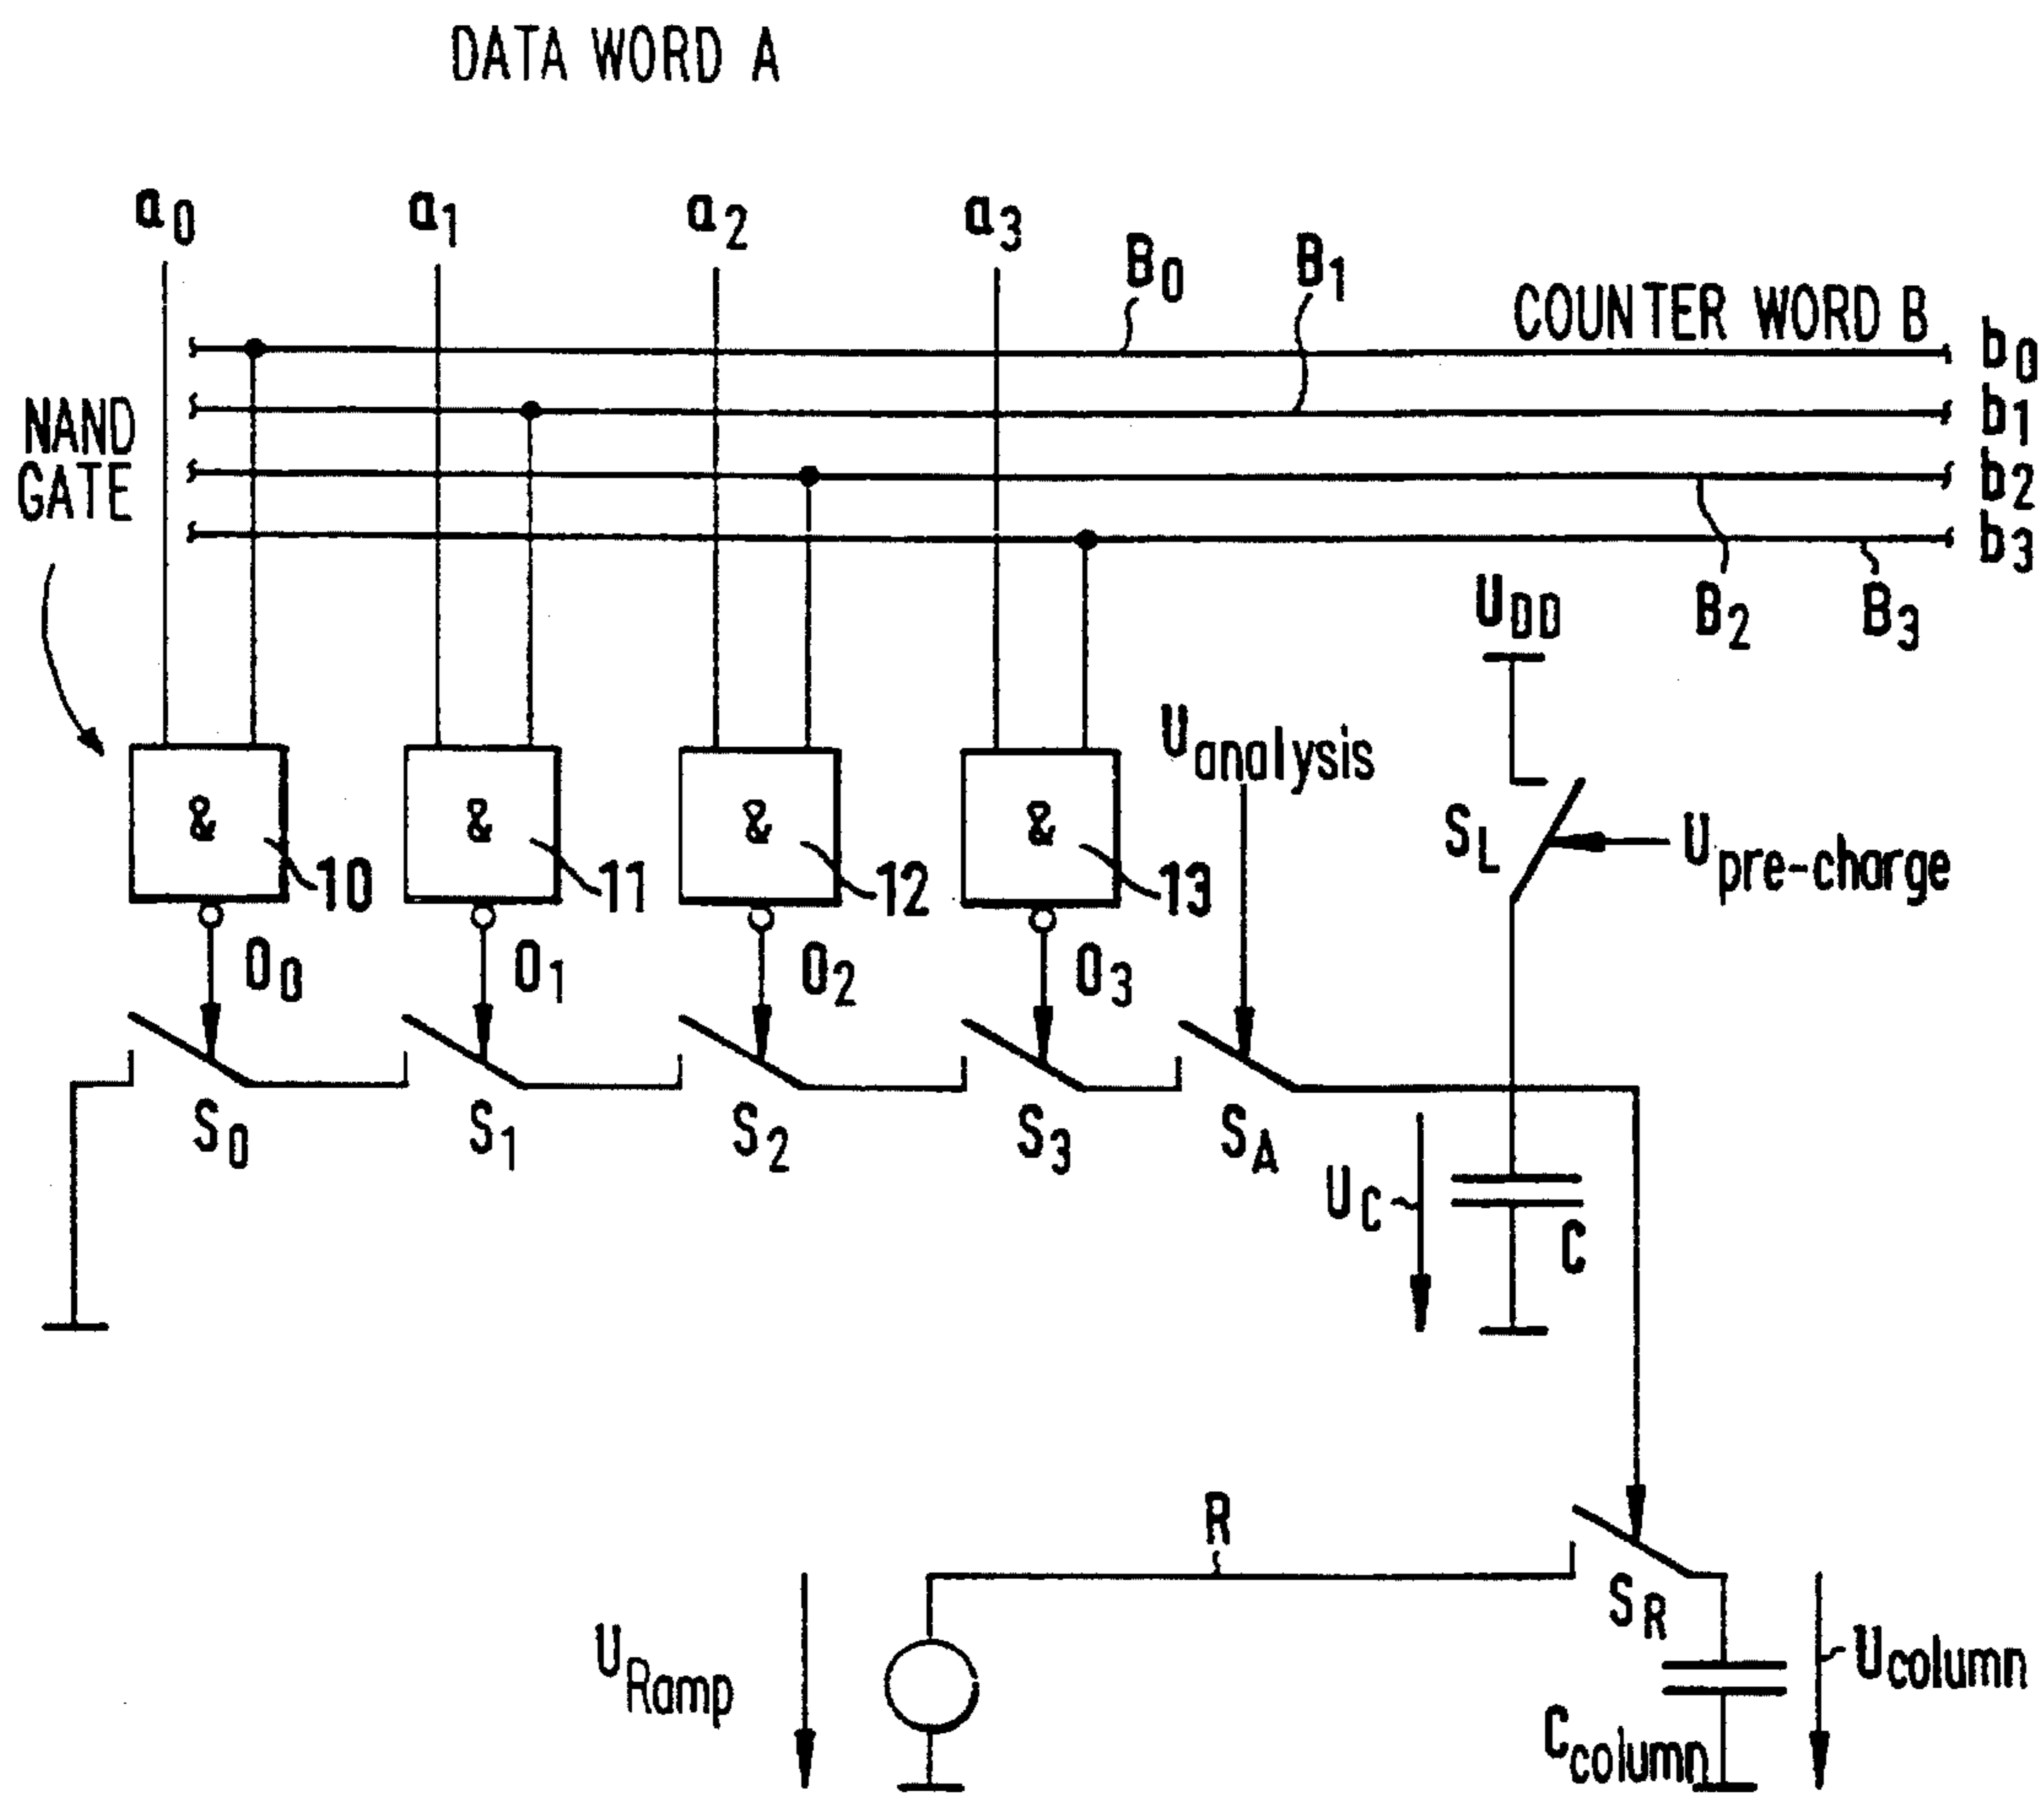 DATA WORD A
a0 a1 a2 a3
B0 B1
COUNTER WORD B
b0
b1
b2
b3
NAND
GATE
UDD
B2 B3
Uanalysis
& & & &
10 11 12 13
SL
Upre-charge
O0 O1 O2 O3
S0 S1 S2 S3 SA
UC
C
R
SR
URamp
Ucolumn
Ccolumn